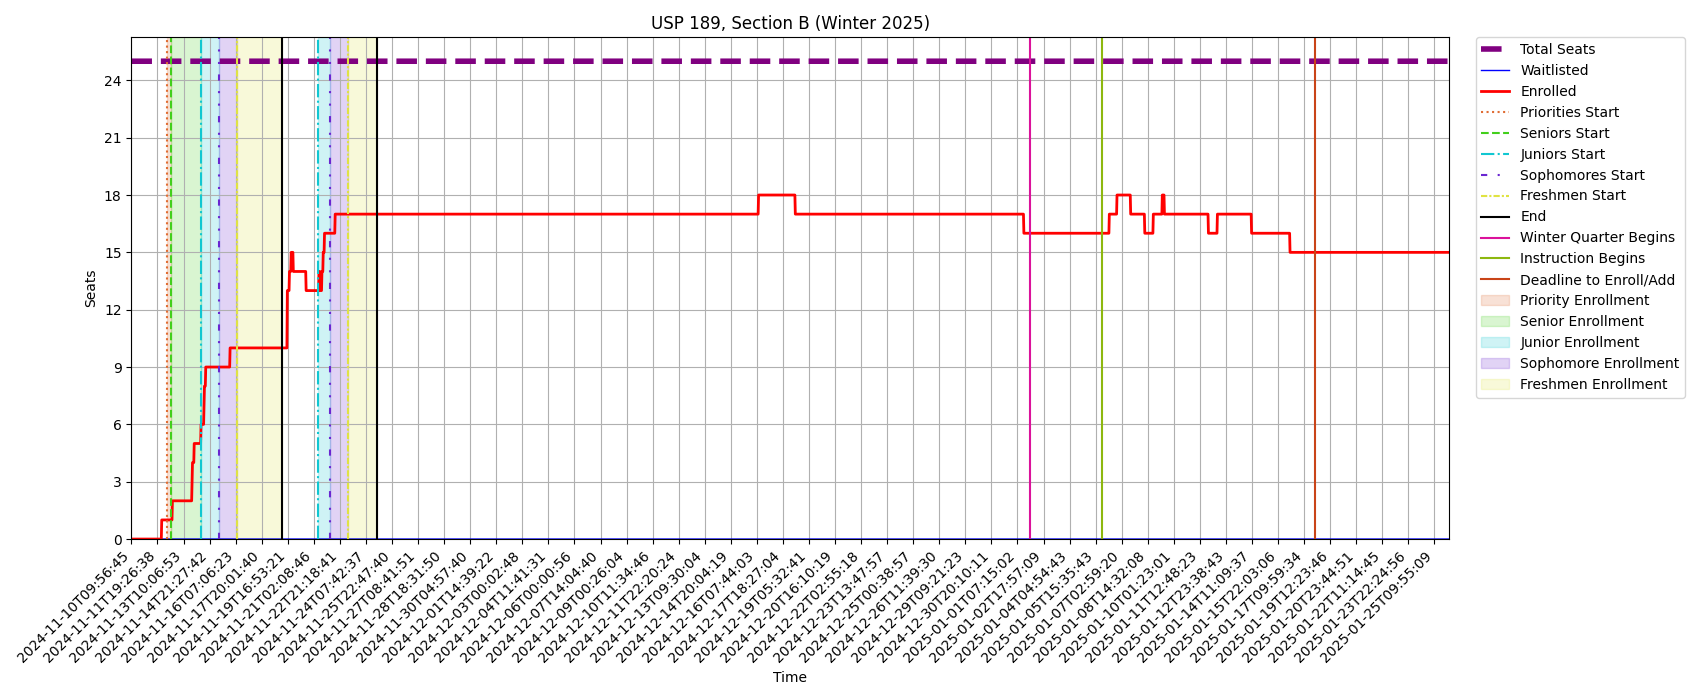 USP 189, Section B (Winter 2025)
Seats
24
21
18
15
12
9
6
3
0
2024-11-10T09:56:45
2024-11-11T19:26:38
2024-11-13T10:06:53
2024-11-14T21:27:42
2024-11-16T07:06:23
2024-11-17T20:01:40
2024-11-19T16:53:21
2024-11-21T02:08:46
2024-11-22T21:18:41
2024-11-24T07:42:37
2024-11-25T22:47:40
2024-11-27T08:41:51
2024-11-28T18:31:50
2024-11-30T04:57:40
2024-12-01T14:39:22
2024-12-03T00:02:48
2024-12-04T11:41:31
2024-12-06T00:00:56
2024-12-07T14:04:40
2024-12-09T00:26:04
2024-12-10T11:34:46
2024-12-11T22:20:24
2024-12-13T09:30:04
2024-12-14T20:04:19
2024-12-16T07:44:03
2024-12-17T18:27:04
2024-12-19T05:32:41
2024-12-20T16:10:19
2024-12-22T02:55:18
2024-12-23T13:47:57
2024-12-25T00:38:57
2024-12-26T11:39:30
2024-12-29T09:21:23
2024-12-30T20:10:11
2025-01-01T07:15:02
2025-01-02T17:57:09
2025-01-04T04:54:43
2025-01-05T15:35:43
2025-01-07T02:59:20
2025-01-08T14:32:08
2025-01-10T01:23:01
2025-01-11T12:48:23
2025-01-12T23:38:43
2025-01-14T11:09:37
2025-01-15T22:03:06
2025-01-17T09:59:34
2025-01-19T12:23:46
2025-01-20T23:44:51
2025-01-22T11:14:45
2025-01-23T22:24:56
2025-01-25T09:55:09
Time
Total Seats
Waitlisted
Enrolled
Priorities Start
Seniors Start
Juniors Start
Sophomores Start
Freshmen Start
End
Winter Quarter Begins
Instruction Begins
Deadline to Enroll/Add
Priority Enrollment
Senior Enrollment
Junior Enrollment
Sophomore Enrollment
Freshmen Enrollment